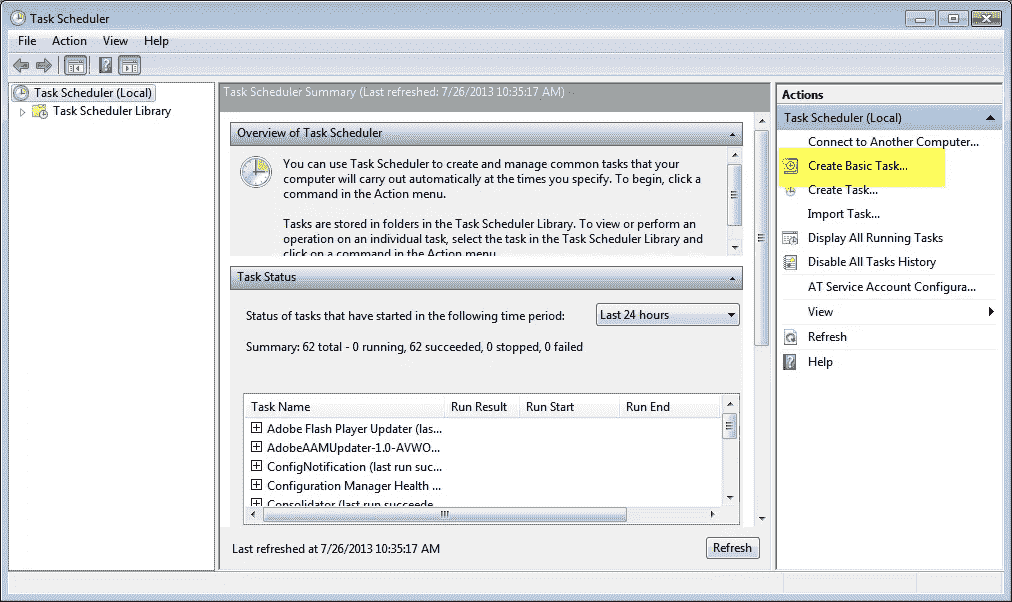 Task Scheduler
File Action View Help
Task Scheduler (Local)
Task Scheduler Library
Task Scheduler Summary (Last refreshed: 7/26/2013 10:35:17 AM)
Overview of Task Scheduler
You can use Task Scheduler to create and manage common tasks that your
computer will carry out automatically at the times you specify. To begin, click a
command in the Action menu.
Tasks are stored in folders in the Task Scheduler Library. To view or perform an
operation on an individual task, select the task in the Task Scheduler Library and
click on a command in the Action menu.
Task Status
Status of tasks that have started in the following time period:
Last 24 hours
Summary: 62 total - 0 running, 62 succeeded, 0 stopped, 0 failed
Task Name Run Result Run Start Run End
Adobe Flash Player Updater (las...
AdobeAAMUpdater-1.0-AVWO...
ConfigNotification (last run suc...
Configuration Manager Health ...
Consolidator (last run succeede...
Last refreshed at 7/26/2013 10:35:17 AM
Refresh
Actions
Task Scheduler (Local)
Connect to Another Computer...
Create Basic Task...
Create Task...
Import Task...
Display All Running Tasks
Disable All Tasks History
AT Service Account Configura...
View
Refresh
Help